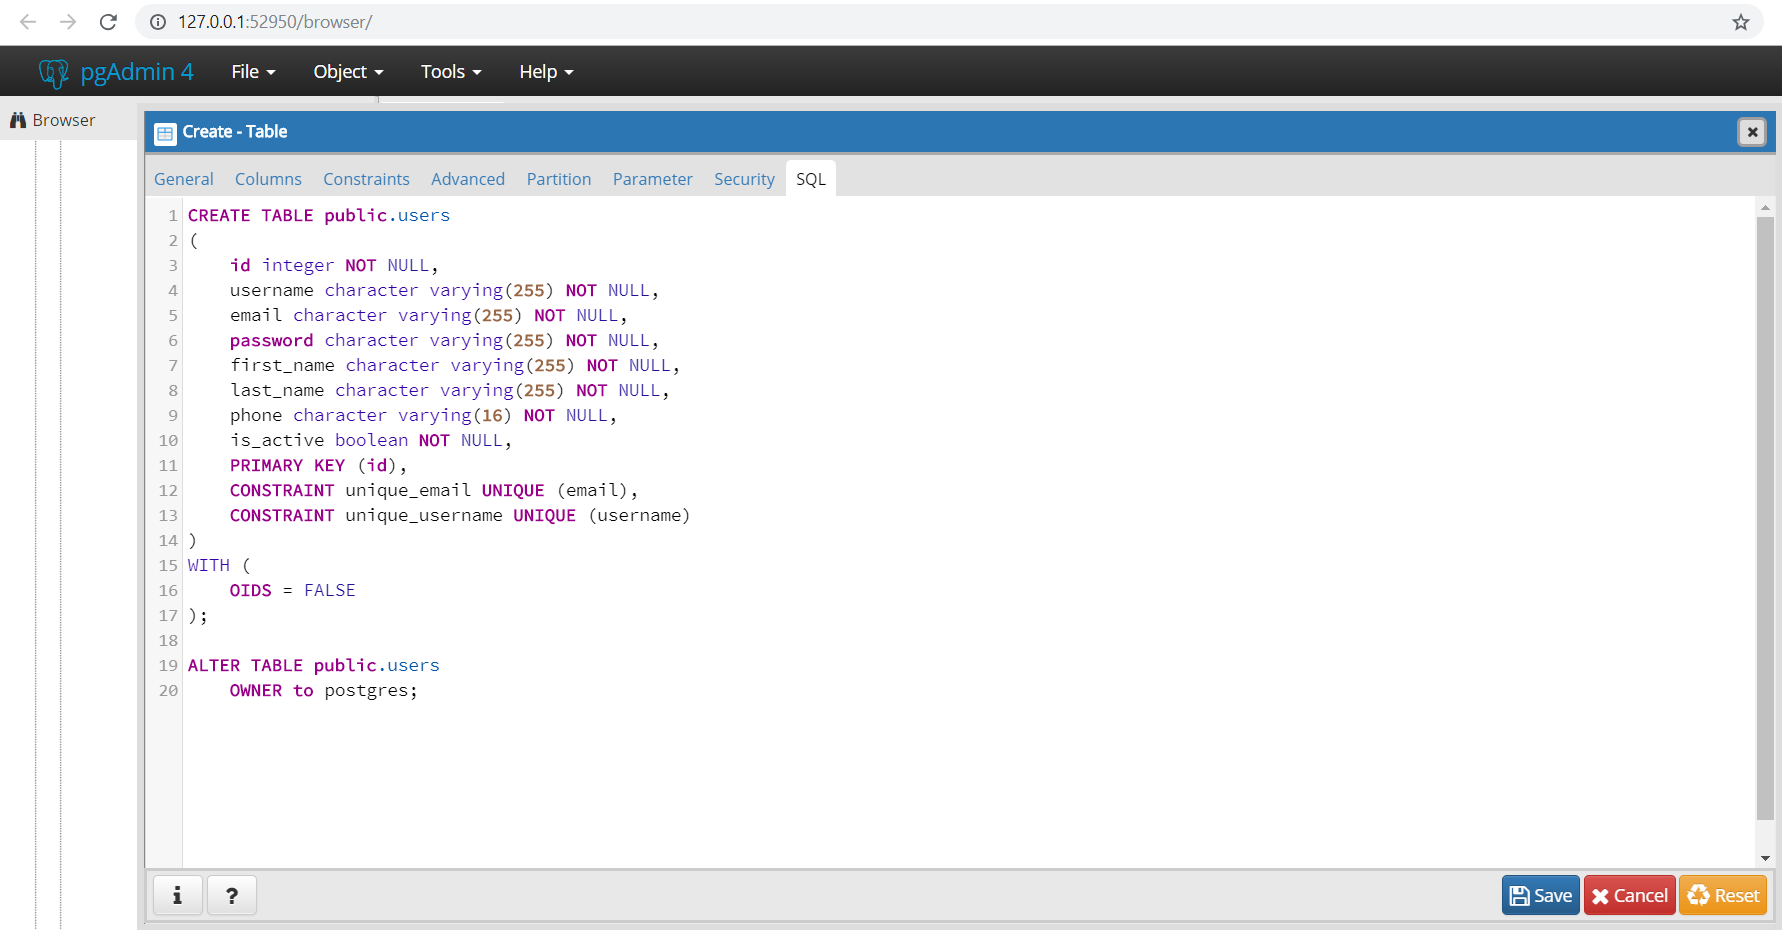 127.0.0.1:52950/browser/
pgAdmin 4 File Object Tools Help
Browser
Create - Table
General Columns Constraints Advanced Partition Parameter Security SQL
1 CREATE TABLE public.users
2 (
3     id integer NOT NULL,
4     username character varying(255) NOT NULL,
5     email character varying(255) NOT NULL,
6     password character varying(255) NOT NULL,
7     first_name character varying(255) NOT NULL,
8     last_name character varying(255) NOT NULL,
9     phone character varying(16) NOT NULL,
10     is_active boolean NOT NULL,
11     PRIMARY KEY (id),
12     CONSTRAINT unique_email UNIQUE (email),
13     CONSTRAINT unique_username UNIQUE (username)
14 )
15 WITH (
16     OIDS = FALSE
17 );
18
19 ALTER TABLE public.users
20     OWNER to postgres;
i ? Save Cancel Reset